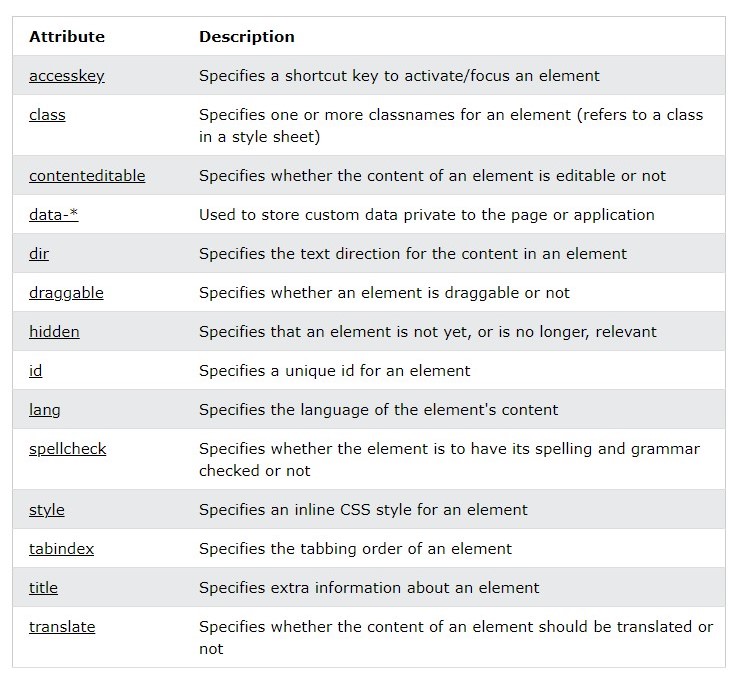 Attribute Description
accesskey Specifies a shortcut key to activate/focus an element
class Specifies one or more classnames for an element (refers to a class
in a style sheet)
contenteditable Specifies whether the content of an element is editable or not
data-* Used to store custom data private to the page or application
dir Specifies the text direction for the content in an element
draggable Specifies whether an element is draggable or not
hidden Specifies that an element is not yet, or is no longer, relevant
id Specifies a unique id for an element
lang Specifies the language of the element's content
spellcheck Specifies whether the element is to have its spelling and grammar
checked or not
style Specifies an inline CSS style for an element
tabindex Specifies the tabbing order of an element
title Specifies extra information about an element
translate Specifies whether the content of an element should be translated or
not